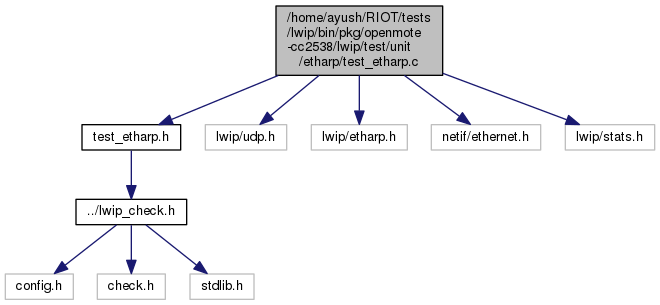 /home/ayush/RIOT/tests
/lwip/bin/pkg/openmote
-cc2538/lwip/test/unit
/etharp/test_etharp.c
test_etharp.h
lwip/udp.h
lwip/etharp.h
netif/ethernet.h
lwip/stats.h
../lwip_check.h
config.h
check.h
stdlib.h